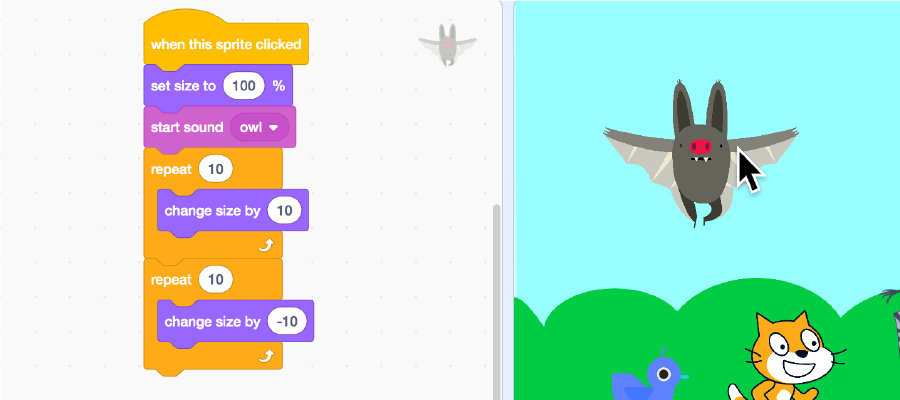 when this sprite clicked
set size to 100 %
start sound owl
repeat 10
change size by 10
repeat 10
change size by -10